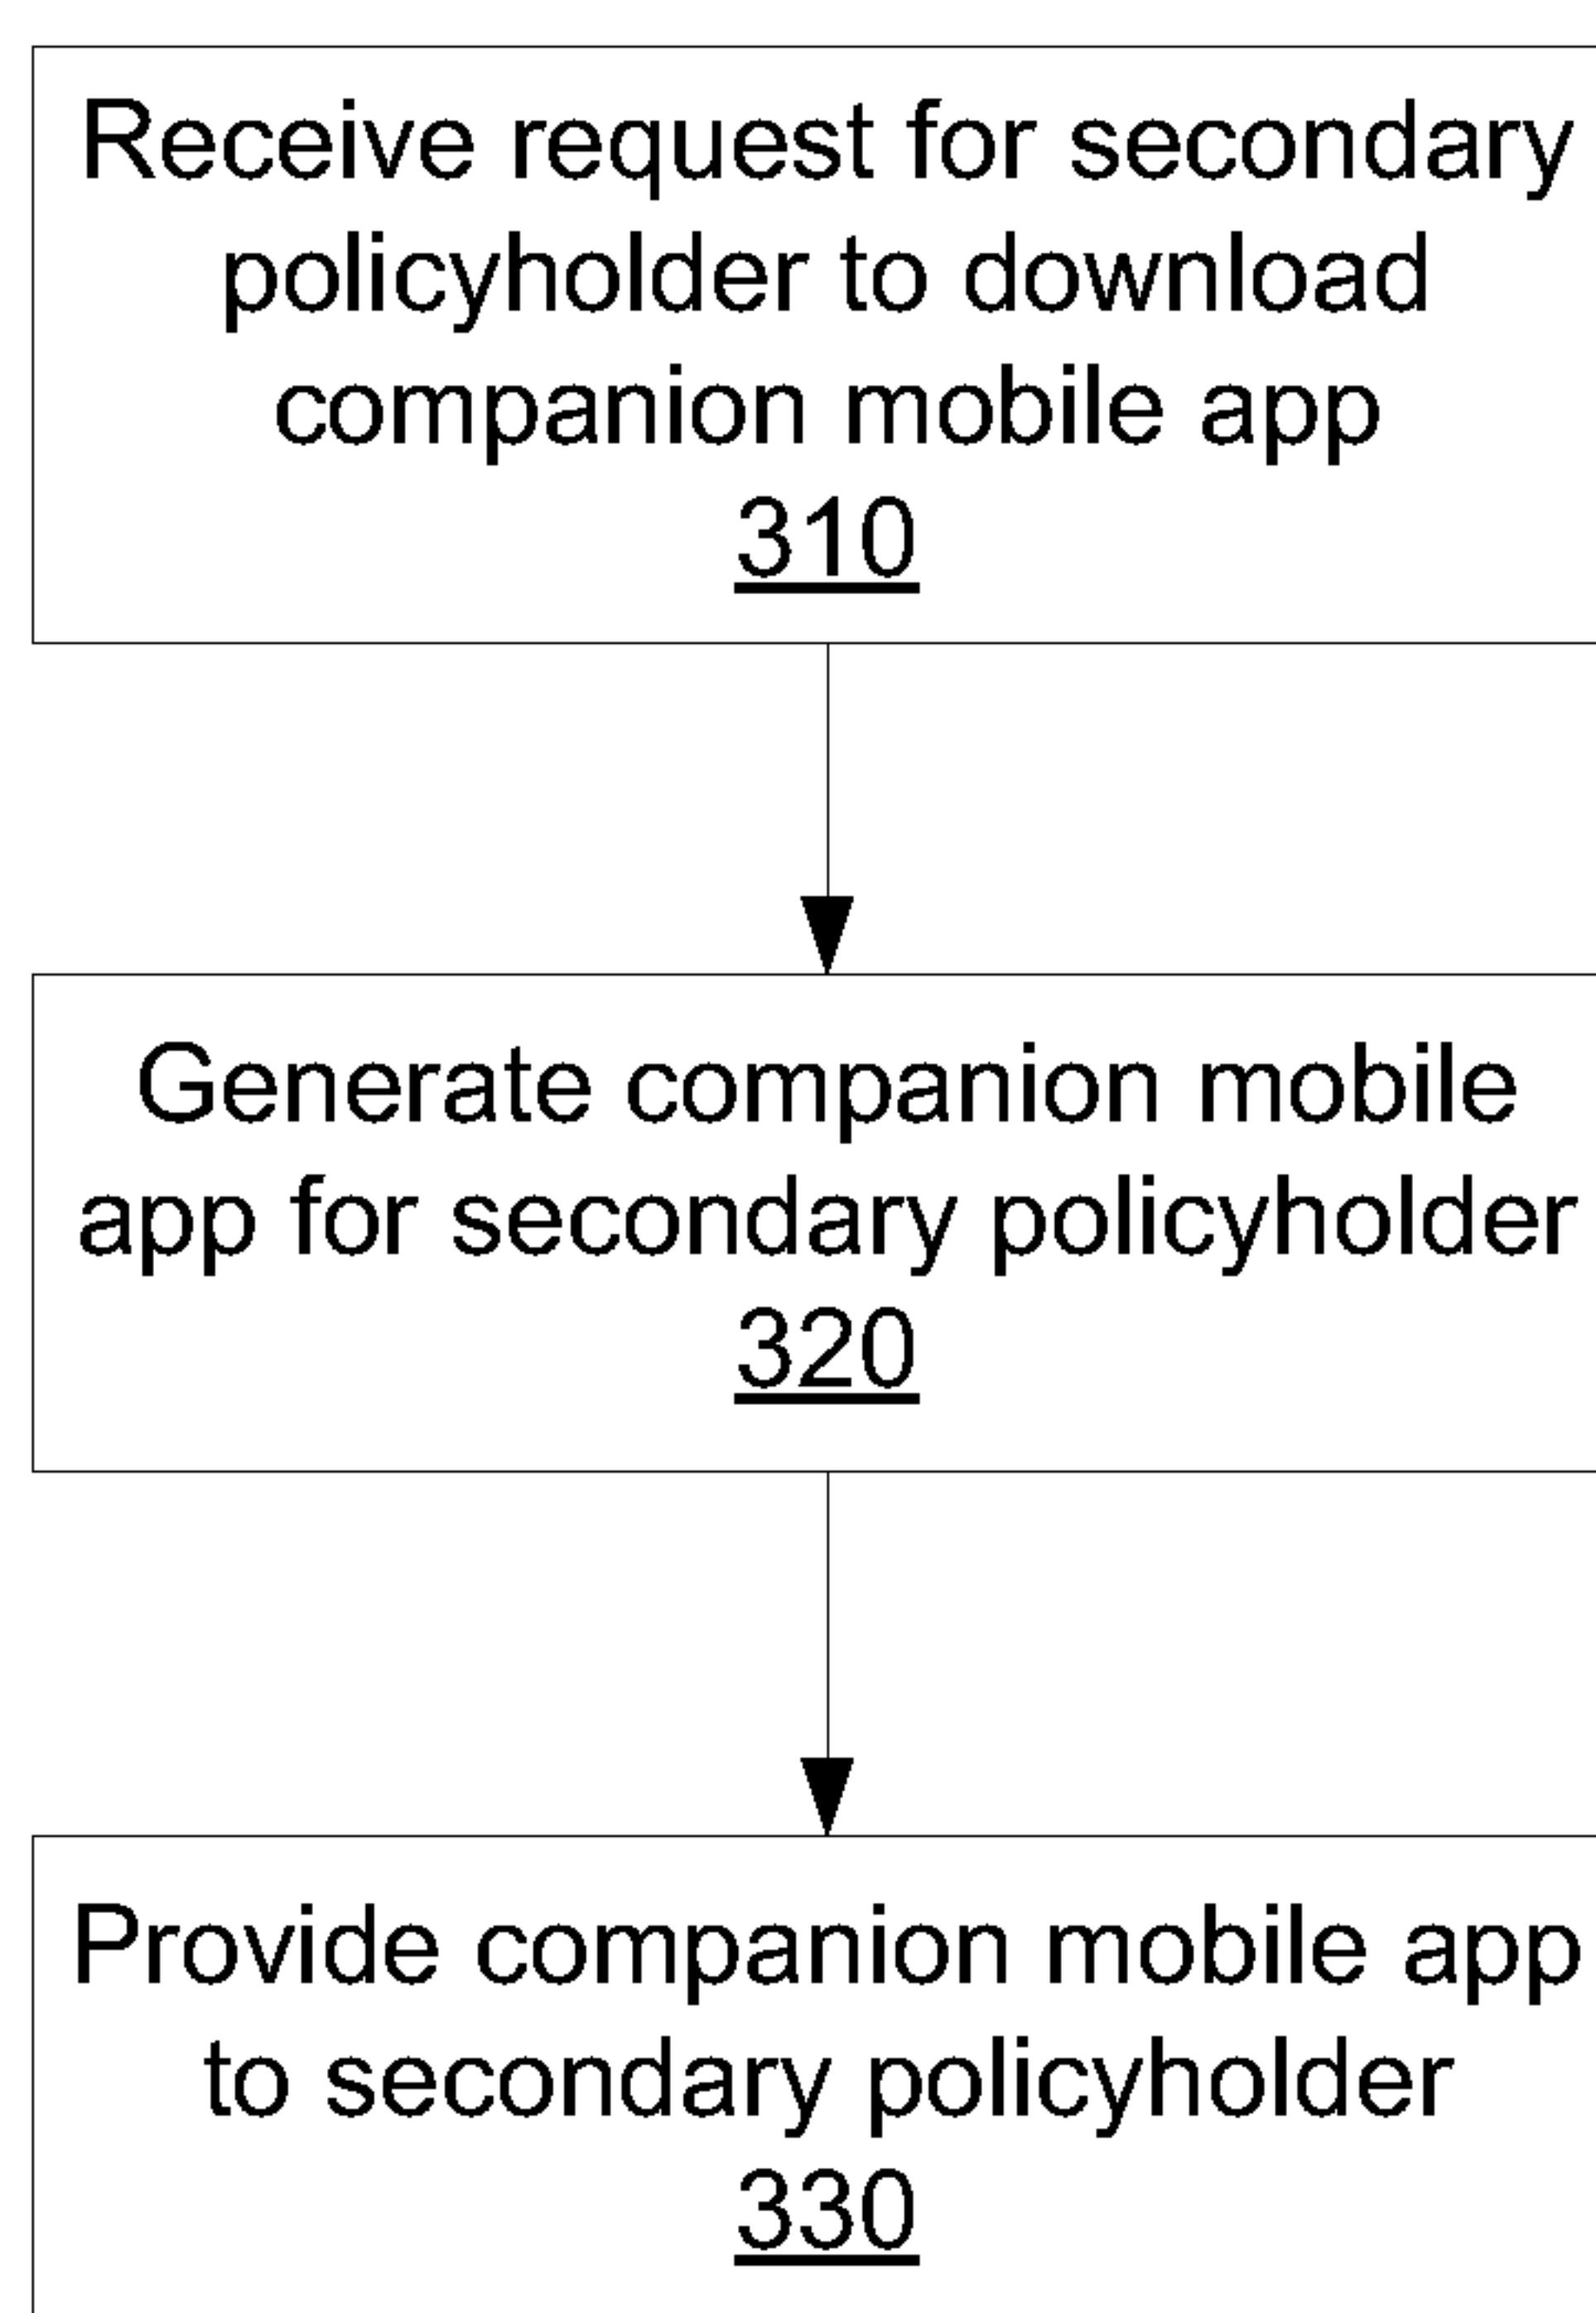 Receive request for secondary
policyholder to download
companion mobile app
310
Generate companion mobile
app for secondary policyholder
320
Provide companion mobile app
to secondary policyholder
330